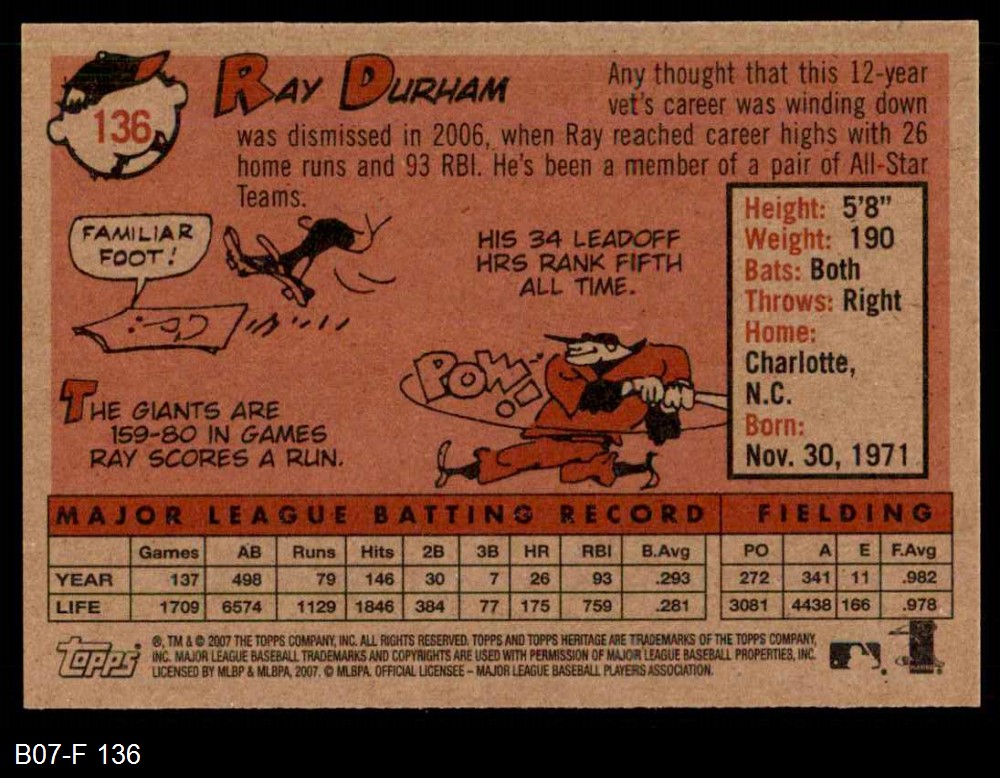 136
RAY DURHAM
Any thought that this 12-year
vet's career was winding down
was dismissed in 2006, when Ray reached career highs with 26
home runs and 93 RBI. He's been a member of a pair of All-Star
Teams.
FAMILIAR
FOOT!
HIS 34 LEADOFF
HRS RANK FIFTH
ALL TIME.
POW!
THE GIANTS ARE
159-80 IN GAMES
RAY SCORES A RUN.
Height: 5'8"
Weight: 190
Bats: Both
Throws: Right
Home:
Charlotte,
N.C.
Born:
Nov. 30, 1971
MAJOR LEAGUE BATTING RECORD FIELDING
Games AB Runs Hits 2B 3B HR RBI B.Avg PO A E F.Avg
YEAR 137 498 79 146 30 7 26 93 .293 272 341 11 .982
LIFE 1709 6574 1129 1846 384 77 175 759 .281 3081 4438 166 .978
Topps
®, TM & © 2007 THE TOPPS COMPANY, INC. ALL RIGHTS RESERVED. TOPPS AND TOPPS HERITAGE ARE TRADEMARKS OF THE TOPPS COMPANY,
INC. MAJOR LEAGUE BASEBALL TRADEMARKS AND COPYRIGHTS ARE USED WITH PERMISSION OF MAJOR LEAGUE BASEBALL PROPERTIES, INC.
LICENSED BY MLBP & MLBPA, 2007. © MLBPA. OFFICIAL LICENSEE – MAJOR LEAGUE BASEBALL PLAYERS ASSOCIATION.
B07-F 136